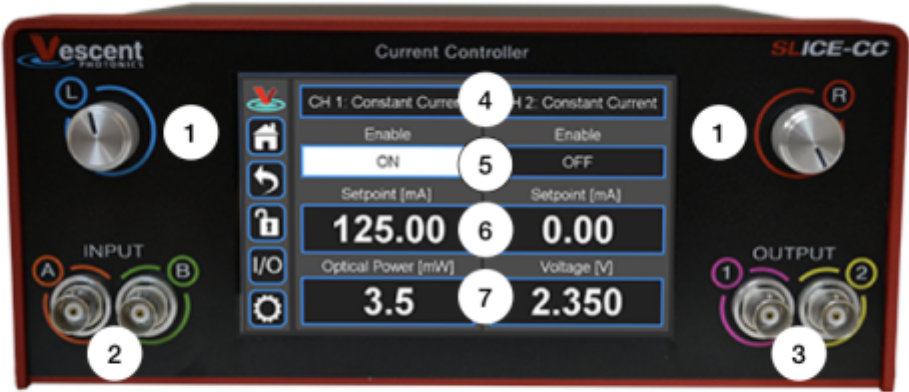 Vescent
PHOTONICS
Current Controller
SLICE-CC
L
R
1
1
4
CH 1: Constant Curren
H 2: Constant Current
Enable
Enable
ON
5
OFF
Setpoint [mA]
Setpoint [mA]
125.00
6
0.00
INPUT
A
B
I/O
Optical Power [mW]
Voltage [V]
OUTPUT
1
2
3.5
7
2.350
2
3